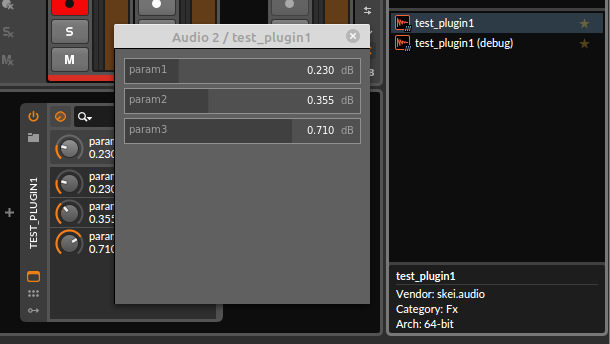 S
M
Audio 2 / test_plugin1
param1 0.230 dB
param2 0.355 dB
param3 0.710 dB
TEST_PLUGIN1
param
0.230
param
0.230
para
0.355
para
0.710
test_plugin1
test_plugin1 (debug)
test_plugin1
Vendor: skei.audio
Category: Fx
Arch: 64-bit